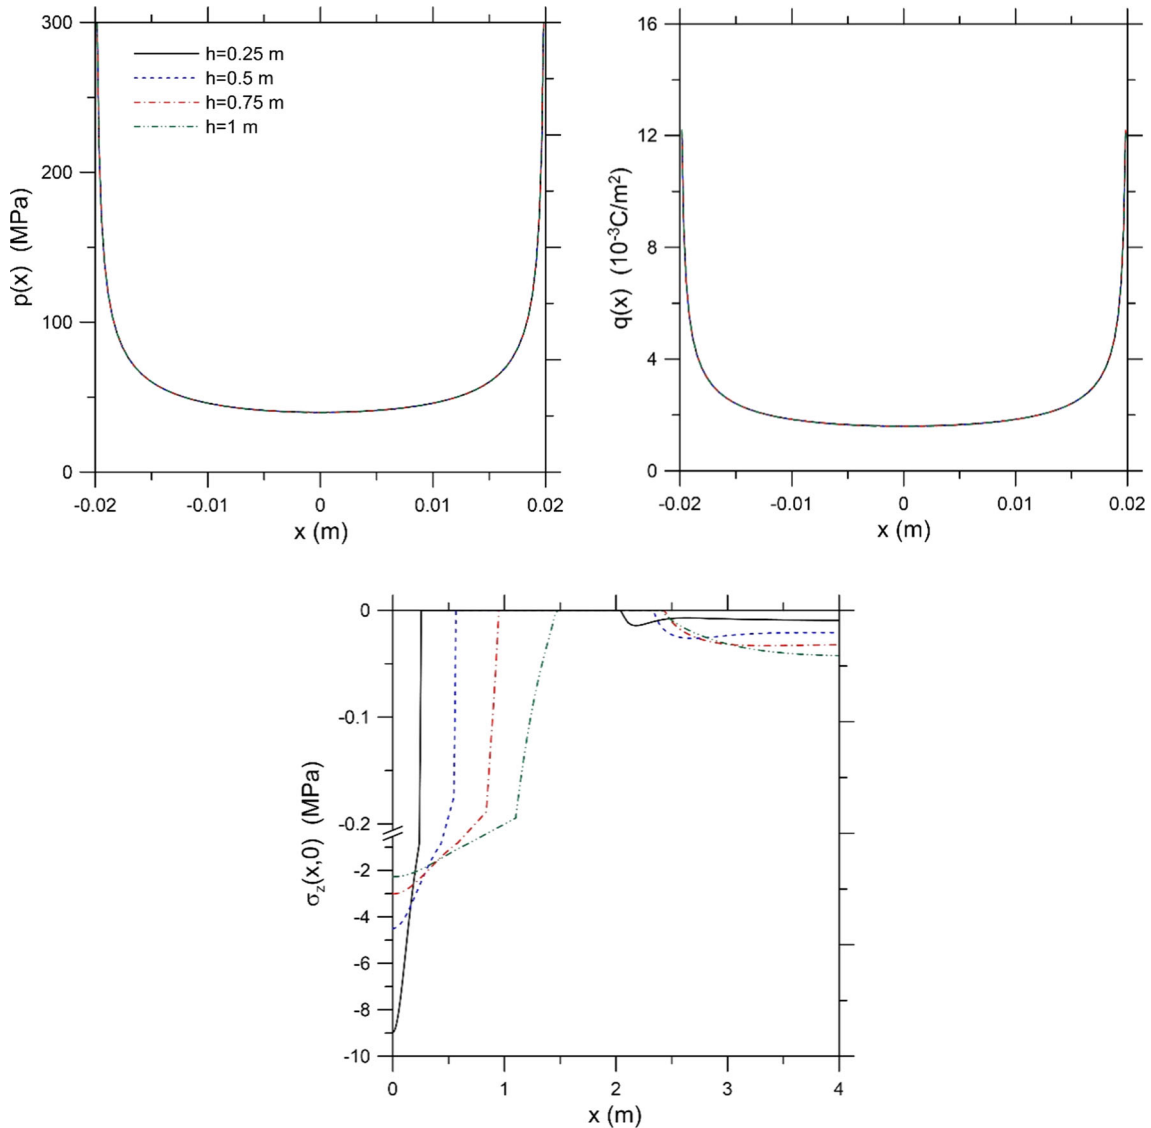 300
200
100
0
p(x) (MPa)
h=0.25 m
h=0.5 m
h=0.75 m
h=1 m
-0.02 -0.01 0 0.01 0.02
x (m)
16
12
8
4
0
q(x) (10⁻³C/m²)
-0.02 -0.01 0 0.01 0.02
x (m)
0
-0.1
-0.2
-2
-4
-6
-8
-10
σz(x,0) (MPa)
0 1 2 3 4
x (m)